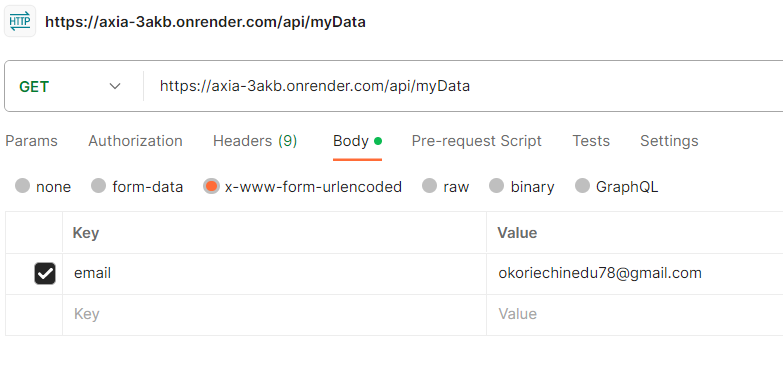 HTTP https://axia-3akb.onrender.com/api/myData
GET https://axia-3akb.onrender.com/api/myData
Params Authorization Headers (9) Body Pre-request Script Tests Settings
none form-data x-www-form-urlencoded raw binary GraphQL
Key Value
email okoriechinedu78@gmail.com
Key Value